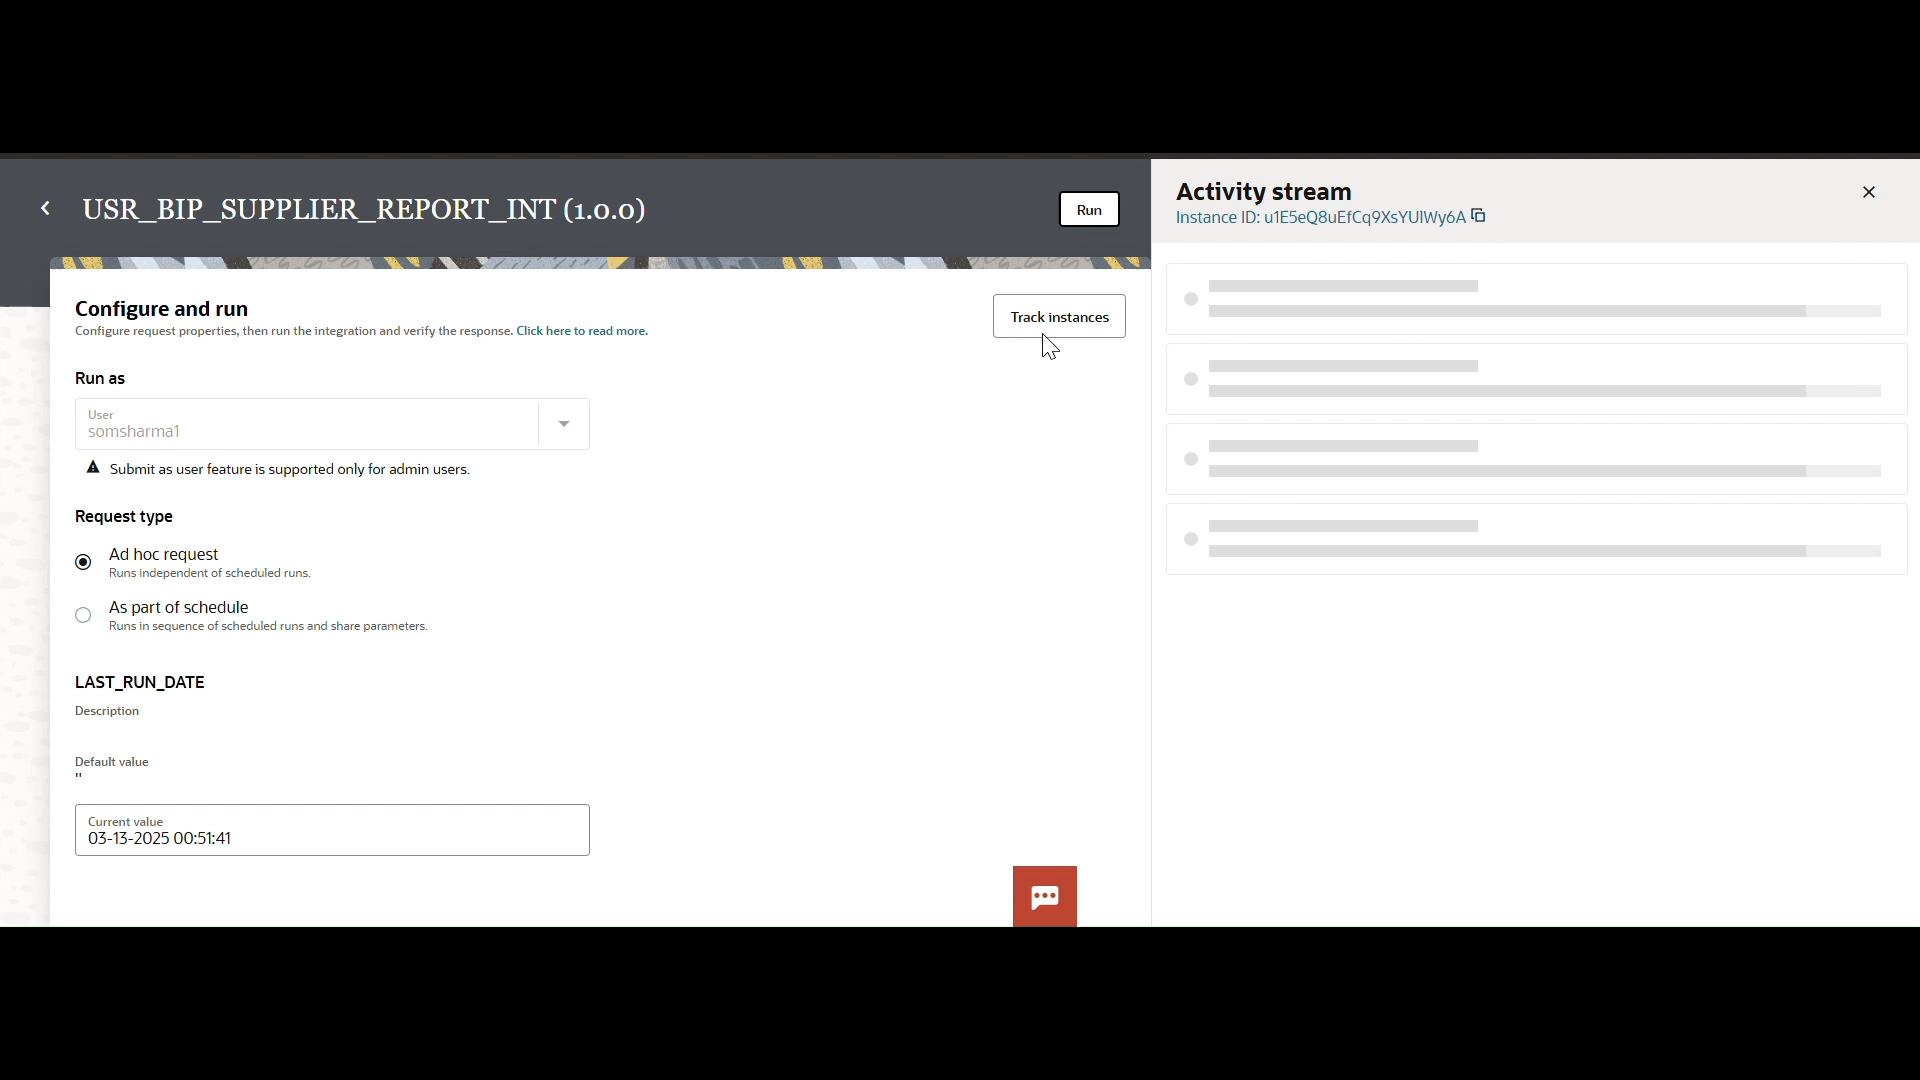 USR_BIP_SUPPLIER_REPORT_INT (1.0.0)
Run
Configure and run
Configure request properties, then run the integration and verify the response. Click here to read more.
Track instances
Run as
User
somsharma1
Submit as user feature is supported only for admin users.
Request type
Ad hoc request
Runs independent of scheduled runs.
As part of schedule
Runs in sequence of scheduled runs and share parameters.
LAST_RUN_DATE
Description
Default value
"
Current value
03-13-2025 00:51:41
Activity stream
Instance ID: u1E5eQ8uEfCq9XsYUlWy6A